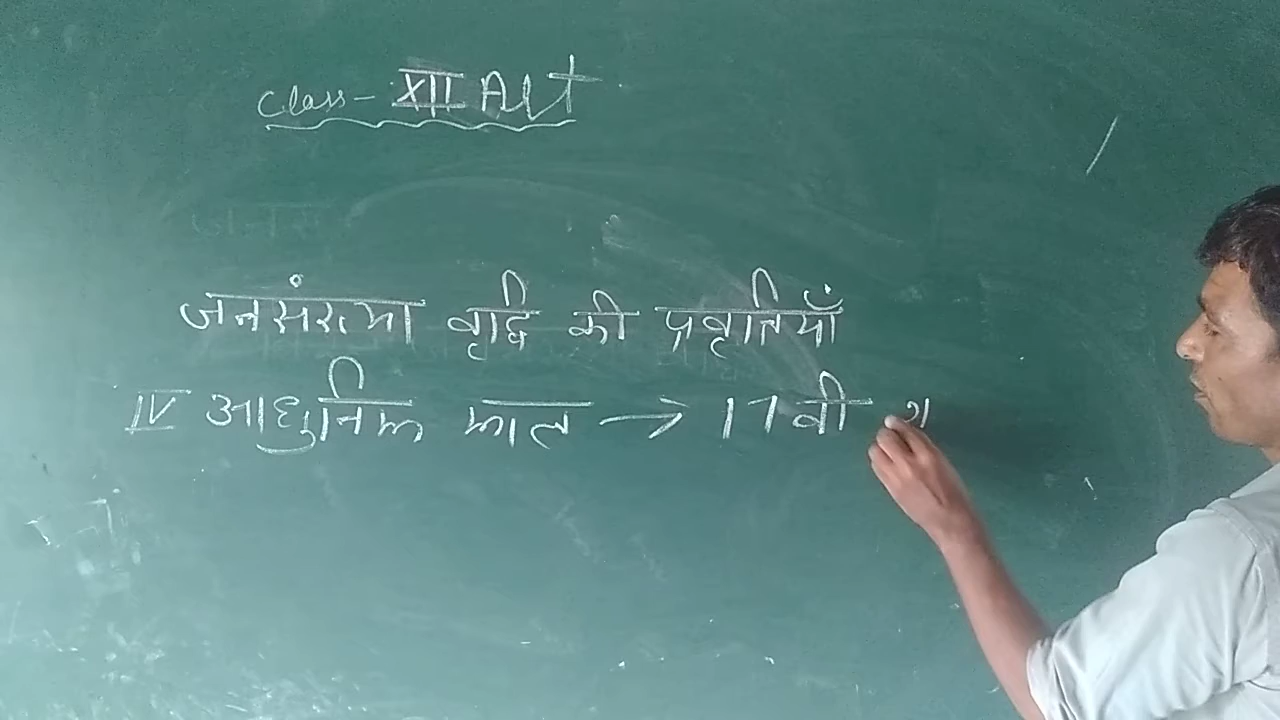 Class - XII Art
जनसंख्या वृद्धि की प्रवृतियाँ
IV आधुनिक काल → 17वी श